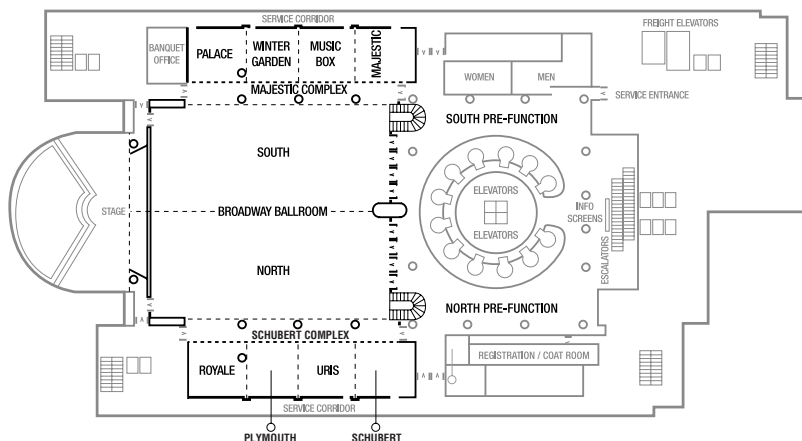 SERVICE CORRIDOR
FREIGHT ELEVATORS
BANQUET
OFFICE
PALACE
WINTER
GARDEN
MUSIC
BOX
MAJESTIC
WOMEN
MEN
SERVICE ENTRANCE
MAJESTIC COMPLEX
SOUTH PRE-FUNCTION
SOUTH
STAGE
BROADWAY BALLROOM
ELEVATORS
ELEVATORS
INFO
SCREENS
ESCALATORS
NORTH
NORTH PRE-FUNCTION
SCHUBERT COMPLEX
ROYALE
URIS
REGISTRATION / COAT ROOM
SERVICE CORRIDOR
PLYMOUTH
SCHUBERT